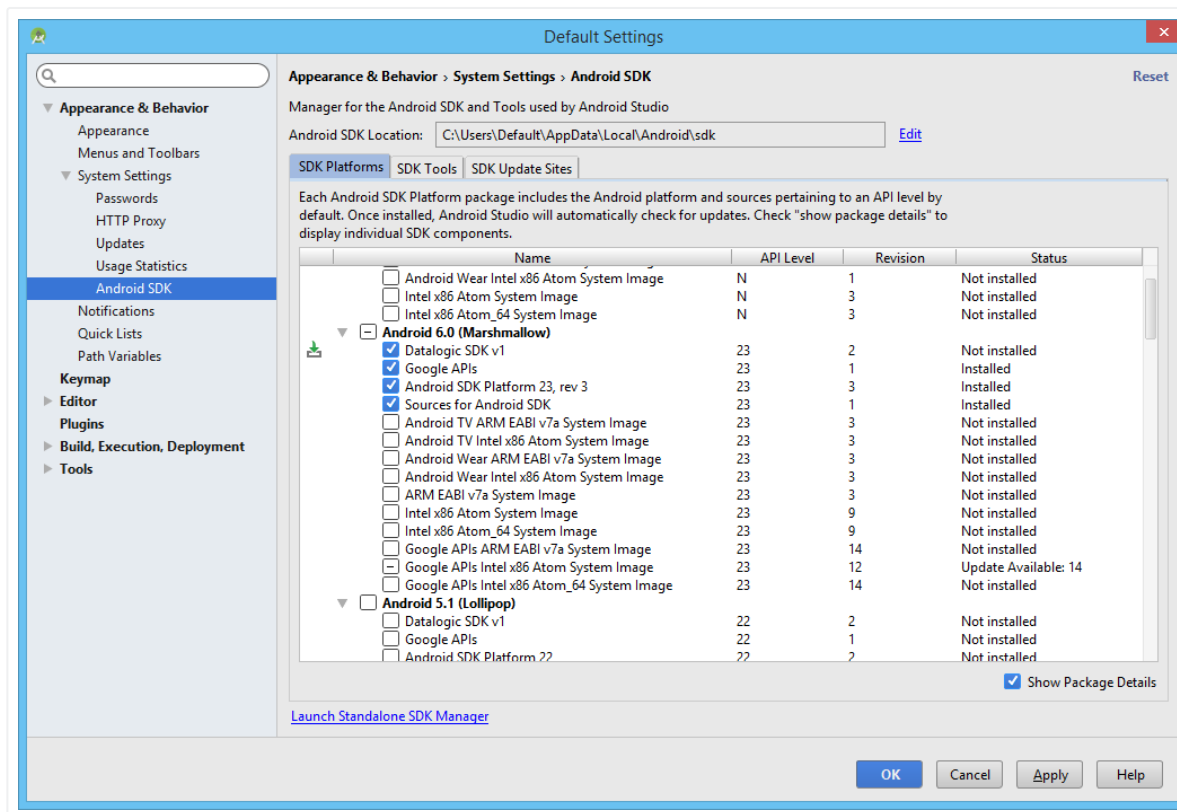 Default Settings
Appearance & Behavior › System Settings › Android SDK
Reset
Appearance & Behavior
Appearance
Menus and Toolbars
System Settings
Passwords
HTTP Proxy
Updates
Usage Statistics
Android SDK
Notifications
Quick Lists
Path Variables
Keymap
Editor
Plugins
Build, Execution, Deployment
Tools
Manager for the Android SDK and Tools used by Android Studio
Android SDK Location: C:\Users\Default\AppData\Local\Android\sdk Edit
SDK Platforms SDK Tools SDK Update Sites
Each Android SDK Platform package includes the Android platform and sources pertaining to an API level by
default. Once installed, Android Studio will automatically check for updates. Check "show package details" to
display individual SDK components.
Name API Level Revision Status
Android Wear Intel x86 Atom System Image N 1 Not installed
Intel x86 Atom System Image N 3 Not installed
Intel x86 Atom_64 System Image N 3 Not installed
Android 6.0 (Marshmallow)
Datalogic SDK v1 23 2 Not installed
Google APIs 23 1 Installed
Android SDK Platform 23, rev 3 23 3 Installed
Sources for Android SDK 23 1 Installed
Android TV ARM EABI v7a System Image 23 3 Not installed
Android TV Intel x86 Atom System Image 23 3 Not installed
Android Wear ARM EABI v7a System Image 23 3 Not installed
Android Wear Intel x86 Atom System Image 23 3 Not installed
ARM EABI v7a System Image 23 3 Not installed
Intel x86 Atom System Image 23 9 Not installed
Intel x86 Atom_64 System Image 23 9 Not installed
Google APIs ARM EABI v7a System Image 23 14 Not installed
Google APIs Intel x86 Atom System Image 23 12 Update Available: 14
Google APIs Intel x86 Atom_64 System Image 23 14 Not installed
Android 5.1 (Lollipop)
Datalogic SDK v1 22 2 Not installed
Google APIs 22 1 Not installed
Android SDK Platform 22 22 2 Not installed
Show Package Details
Launch Standalone SDK Manager
OK Cancel Apply Help